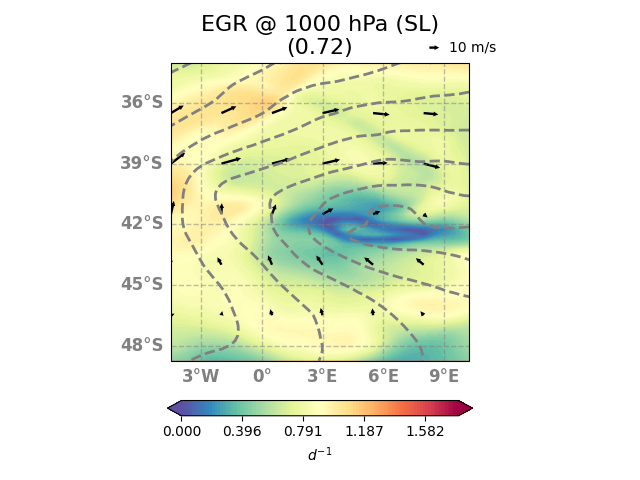 EGR @ 1000 hPa (SL)
(0.72)
10 m/s
36°S
39°S
42°S
45°S
48°S
3°W 0° 3°E 6°E 9°E
0.000 0.396 0.791 1.187 1.582
d⁻¹